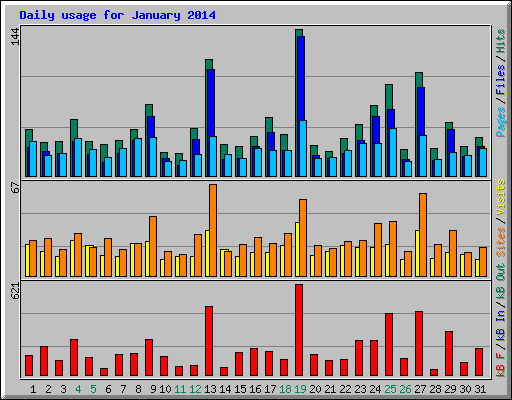 Daily usage for January 2014
144
67
621
Pages / Files / Hits
Sites / Visits
kB F / kB In / kB Out
1 2 3 4 5 6 7 8 9 10 11 12 13 14 15 16 17 18 19 20 21 22 23 24 25 26 27 28 29 30 31